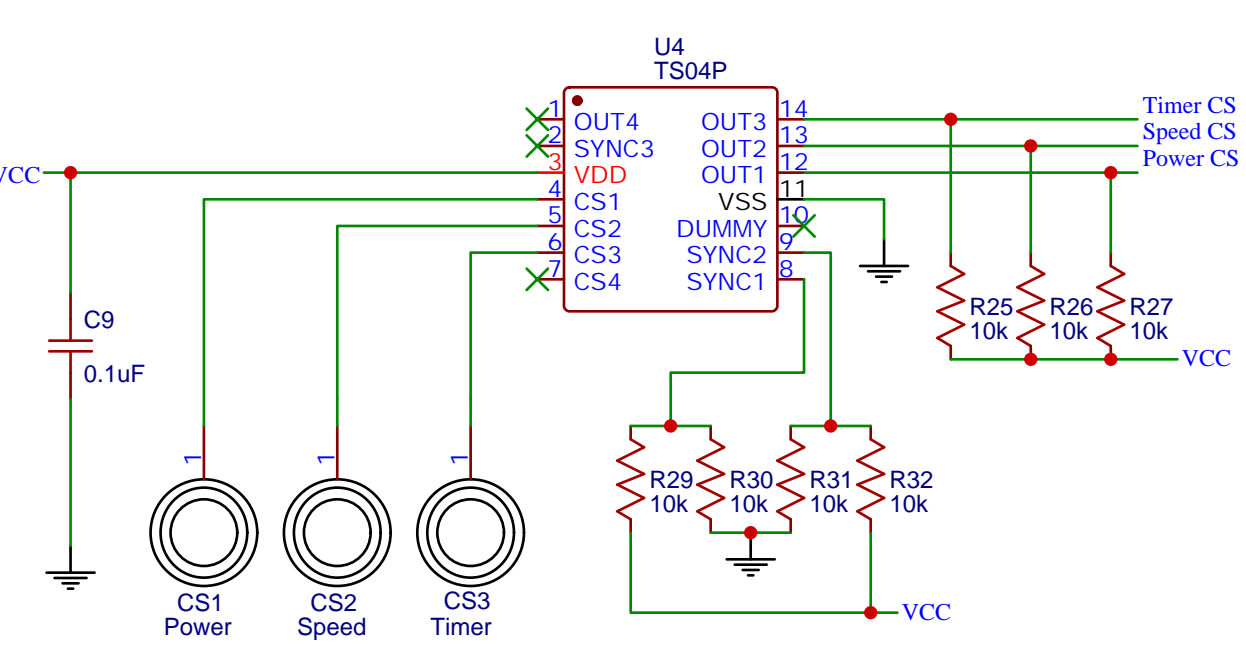 U4
TS04P
1
OUT4
2
SYNC3
3
VDD
4
CS1
5
CS2
6
CS3
7
CS4
14
OUT3
13
OUT2
12
OUT1
11
VSS
10
DUMMY
9
SYNC2
8
SYNC1
Timer CS
Speed CS
Power CS
VCC
C9
0.1uF
R25
10k
R26
10k
R27
10k
VCC
1
1
1
R29
10k
R30
10k
R31
10k
R32
10k
VCC
CS1
Power
CS2
Speed
CS3
Timer